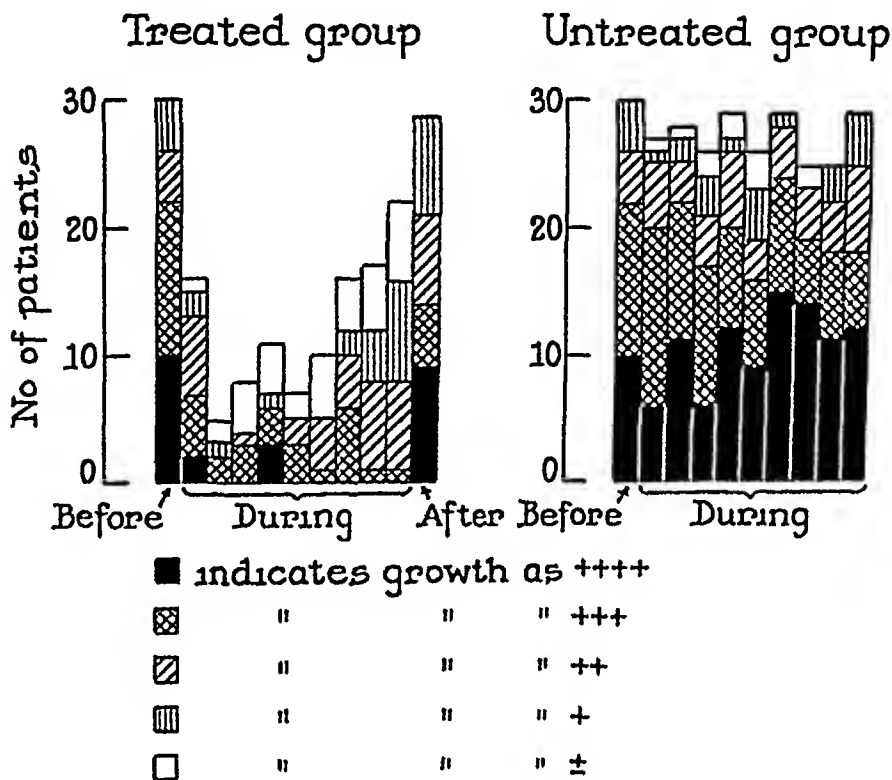 Treated group
Untreated group
No of patients
30
20
10
0
Before During After
30
20
10
0
Before During
indicates growth as ++++
" " " +++
" " " ++
" " " +
" " " ±